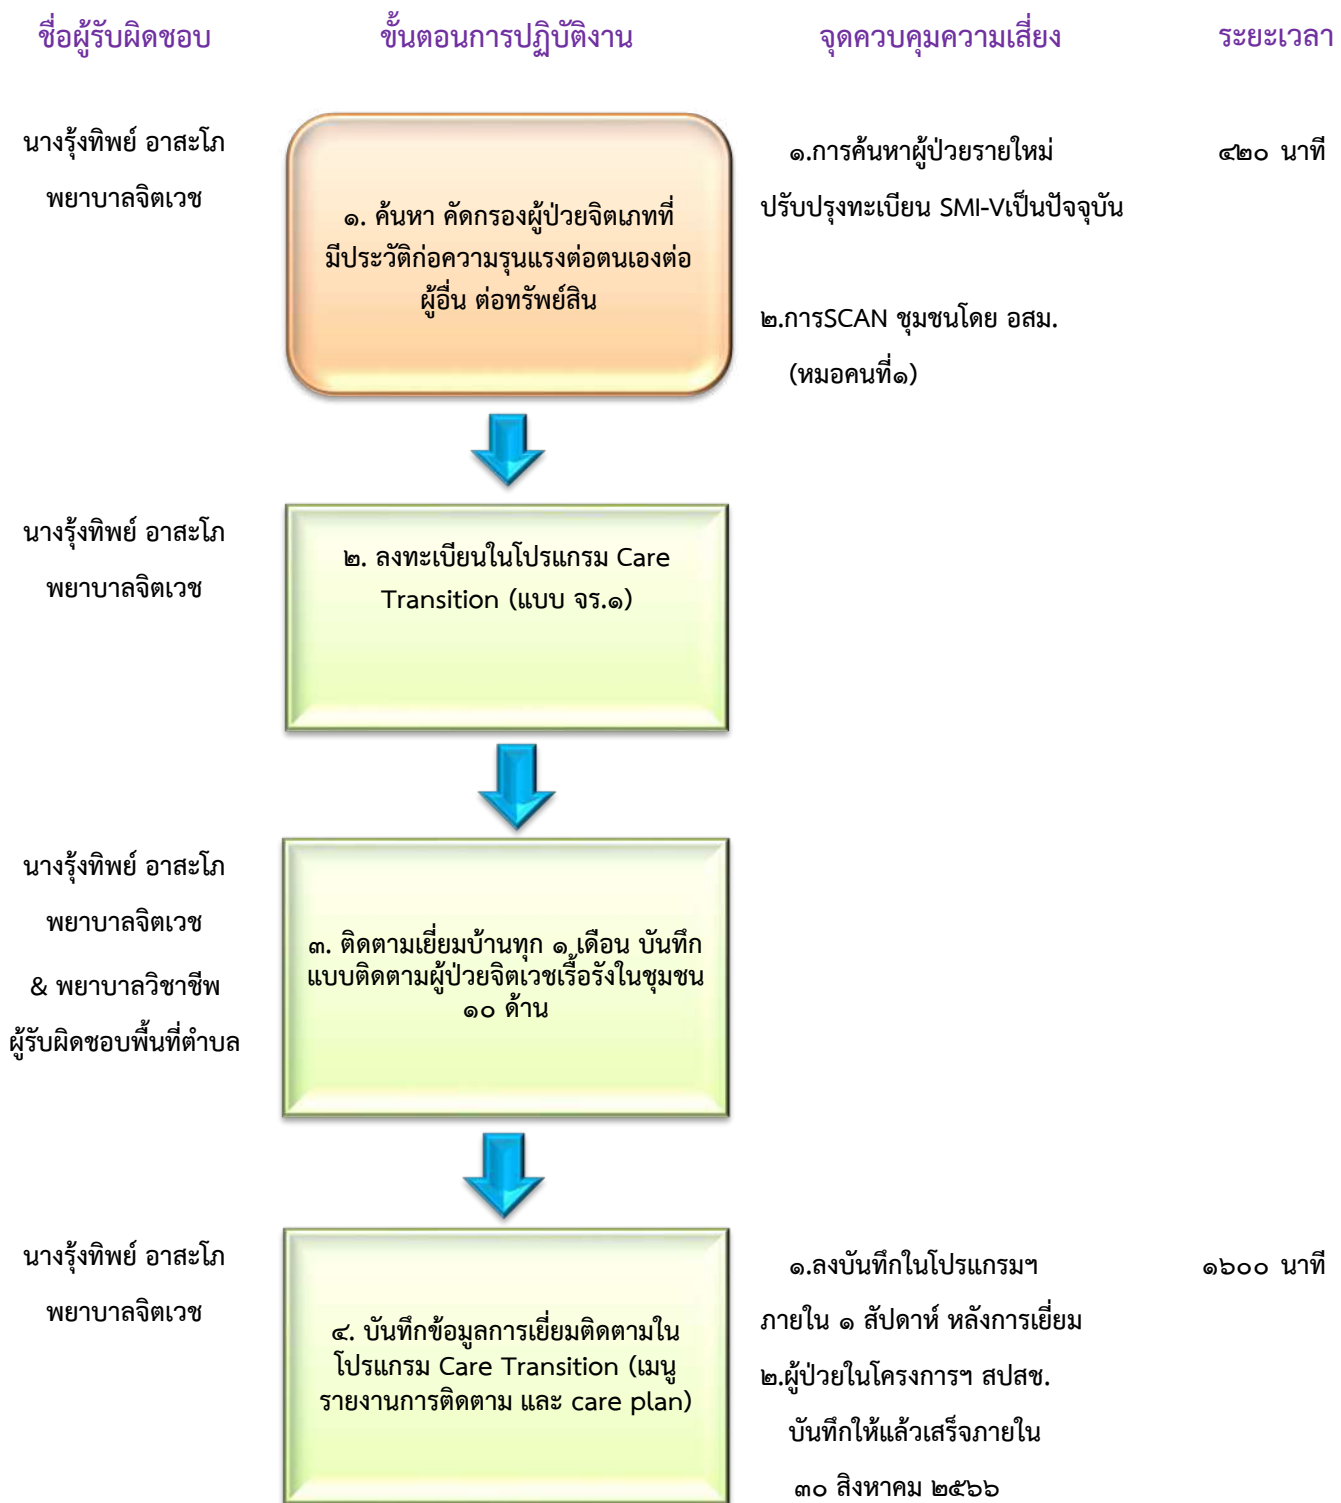 ชื่อผู้รับผิดชอบ ขั้นตอนการปฏิบัติงาน จุดควบคุมความเสี่ยง ระยะเวลา
นางรุ้งทิพย์ อาสะโภ
พยาบาลจิตเวช
๑. ค้นหา คัดกรองผู้ป่วยจิตเภทที่
มีประวัติก่อความรุนแรงต่อตนเองต่อ
ผู้อื่น ต่อทรัพย์สิน
๑.การค้นหาผู้ป่วยรายใหม่
ปรับปรุงทะเบียน SMI-Vเป็นปัจจุบัน
๒.การSCAN ชุมชนโดย อสม.
(หมอคนที่๑)
๔๒๐ นาที
นางรุ้งทิพย์ อาสะโภ
พยาบาลจิตเวช
๒. ลงทะเบียนในโปรแกรม Care
Transition (แบบ จร.๑)
นางรุ้งทิพย์ อาสะโภ
พยาบาลจิตเวช
& พยาบาลวิชาชีพ
ผู้รับผิดชอบพื้นที่ตำบล
๓. ติดตามเยี่ยมบ้านทุก ๑ เดือน บันทึก
แบบติดตามผู้ป่วยจิตเวชเรื้อรังในชุมชน
๑๐ ด้าน
นางรุ้งทิพย์ อาสะโภ
พยาบาลจิตเวช
๔. บันทึกข้อมูลการเยี่ยมติดตามใน
โปรแกรม Care Transition (เมนู
รายงานการติดตาม และ care plan)
๑.ลงบันทึกในโปรแกรมฯ
ภายใน ๑ สัปดาห์ หลังการเยี่ยม
๒.ผู้ป่วยในโครงการฯ สปสช.
บันทึกให้แล้วเสร็จภายใน
๓๐ สิงหาคม ๒๕๖๖
๑๖๐๐ นาที